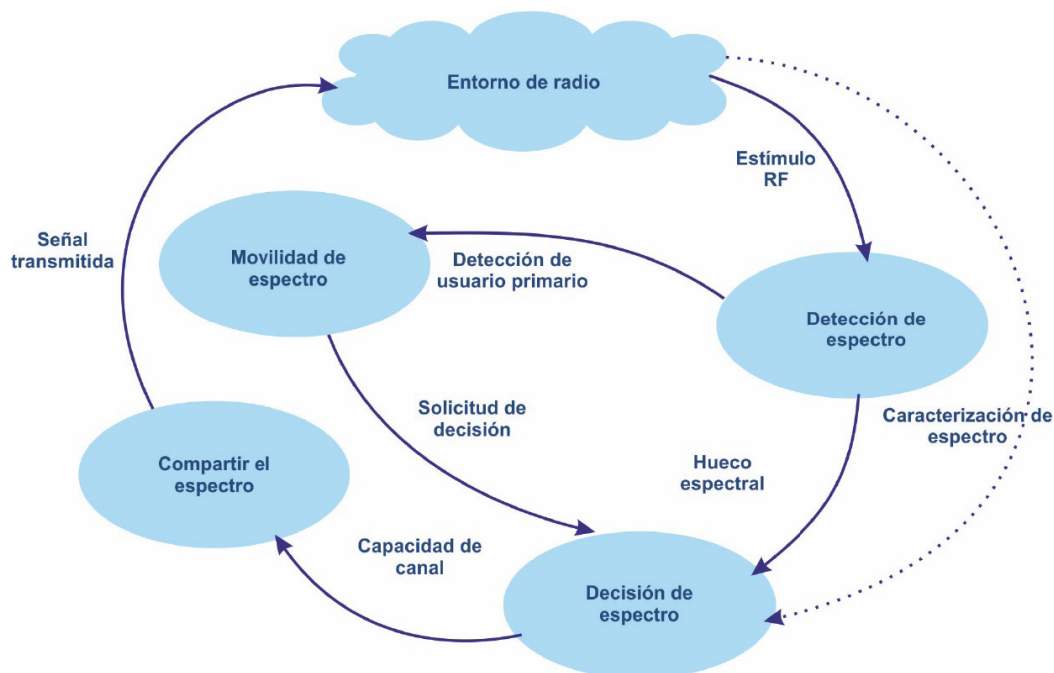 Entorno de radio
Estímulo
RF
Señal
transmitida
Movilidad de
espectro
Detección de
usuario primario
Detección de
espectro
Solicitud de
decisión
Caracterización de
espectro
Compartir el
espectro
Hueco
espectral
Capacidad de
canal
Decisión de
espectro